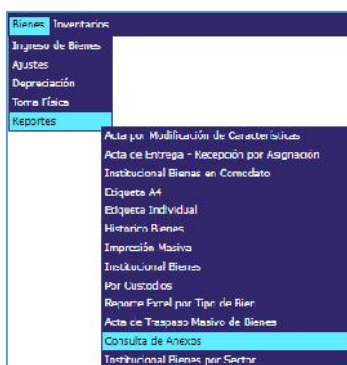 Bienes Inventarios
Ingreso de Bienes
Ajustes
Depreciación
Toma Física
Reportes
Acta por Modificación de Características
Acta de Entrega - Recepción por Asignación
Institucional Bienes en Comodato
Etiqueta A4
Etiqueta Individual
Historico Bienes
Impresión Masiva
Institucional Bienes
Por Custodios
Reporte Excel por Tipo de Bien
Acta de Traspaso Masivo de Bienes
Consulta de Anexos
Institucional Bienes por Sector